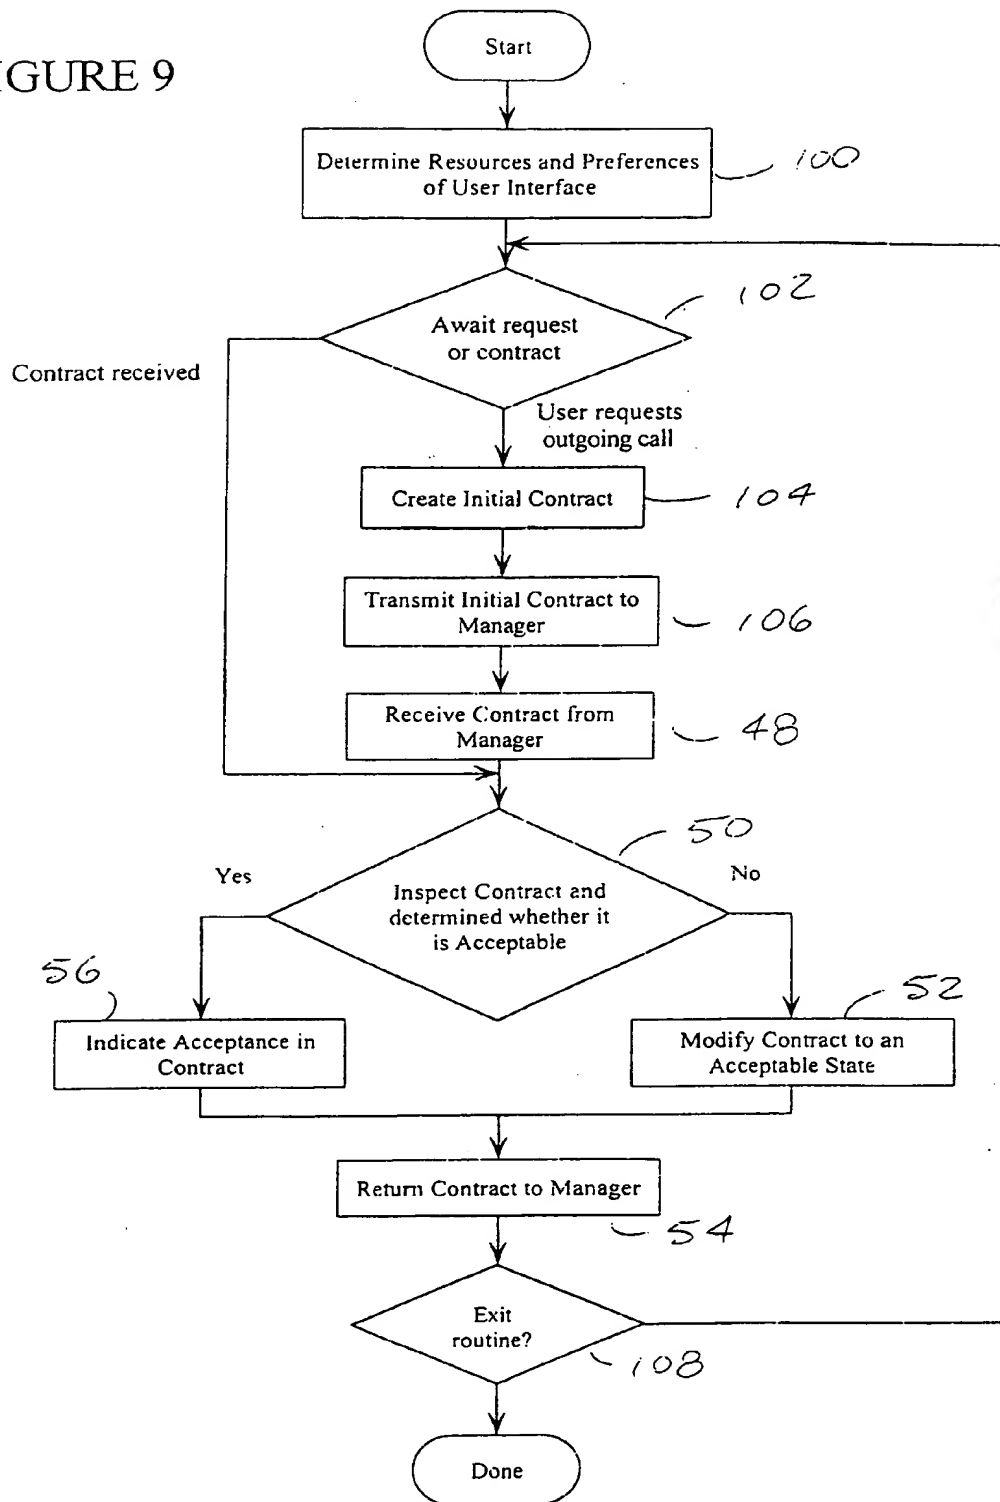 Start
IGURE 9
Determine Resources and Preferences
of User Interface
100
102
Await request
or contract
Contract received
User requests
outgoing call
Create Initial Contract
104
Transmit Initial Contract to
Manager
106
Receive Contract from
Manager
48
50
Yes
No
Inspect Contract and
determined whether it
is Acceptable
56
52
Indicate Acceptance in
Contract
Modify Contract to an
Acceptable State
Return Contract to Manager
54
Exit
routine?
108
Done